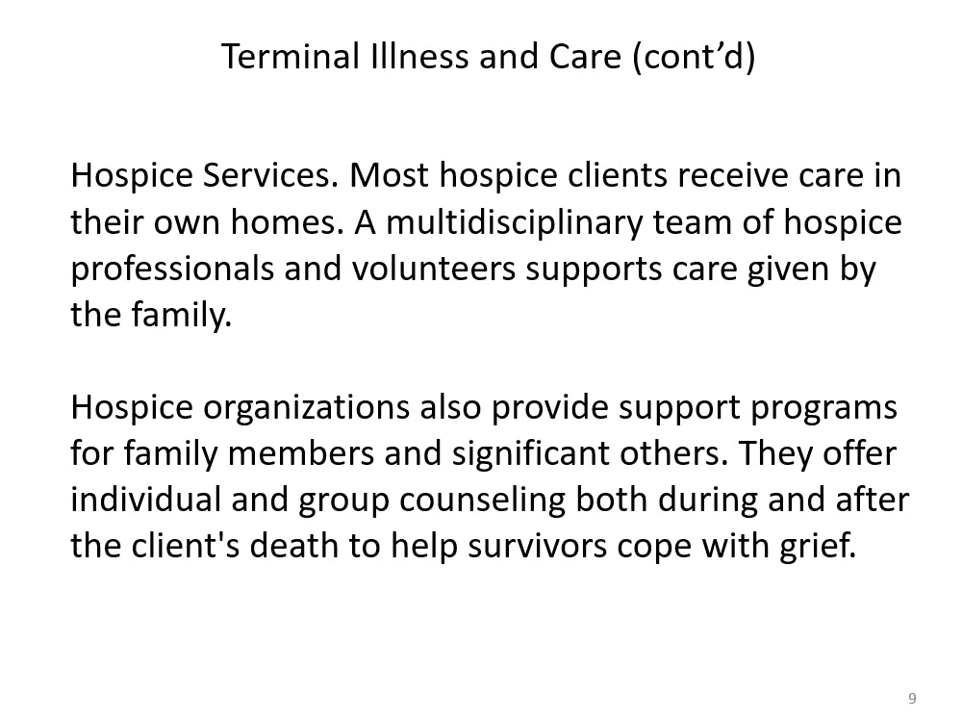 Terminal Illness and Care (cont’d)
Hospice Services. Most hospice clients receive care in
their own homes. A multidisciplinary team of hospice
professionals and volunteers supports care given by
the family.
Hospice organizations also provide support programs
for family members and significant others. They offer
individual and group counseling both during and after
the client's death to help survivors cope with grief.
9